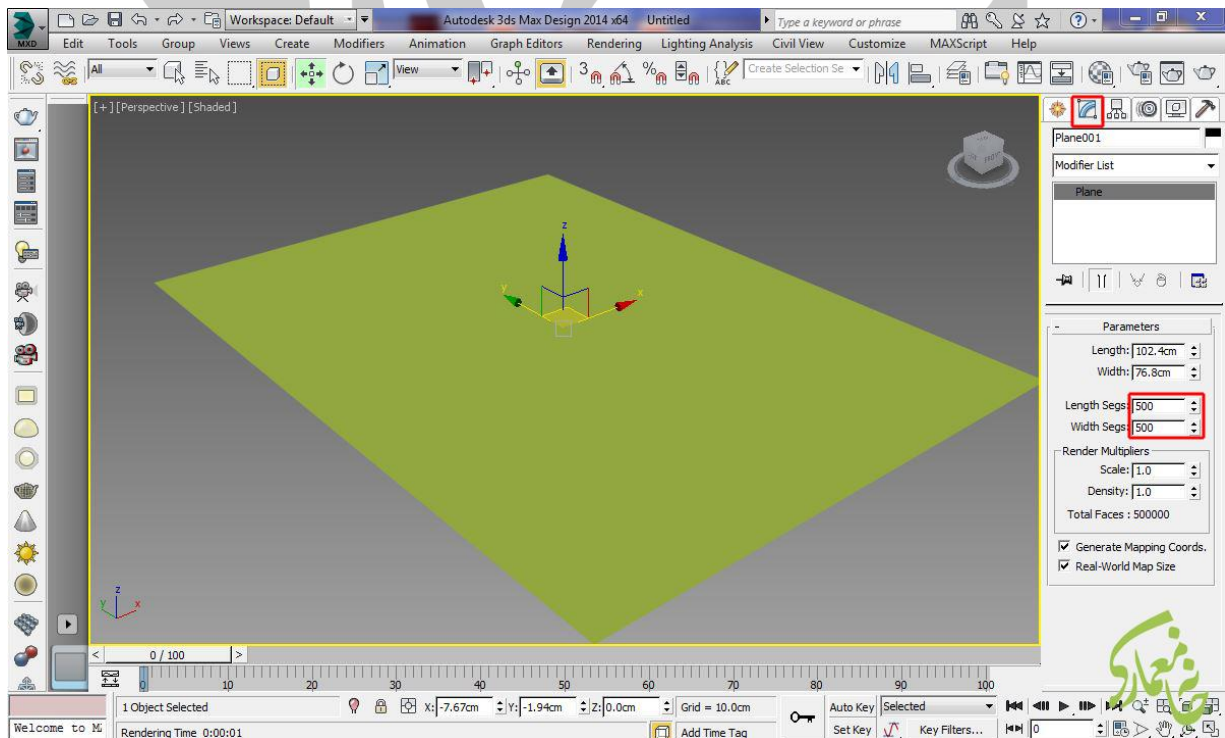 Workspace: Default
Autodesk 3ds Max Design 2014 x64 Untitled
Type a keyword or phrase
MXD
Edit Tools Group Views Create Modifiers Animation Graph Editors Rendering Lighting Analysis Civil View Customize MAXScript Help
All
View
3
%
ABC
Create Selection Se
[+] [Perspective] [Shaded]
Plane001
Modifier List
Plane
z
y
x
- Parameters
Length: 102.4cm
Width: 76.8cm
Length Segs: 500
Width Segs: 500
Render Multipliers
Scale: 1.0
Density: 1.0
Total Faces : 500000
Generate Mapping Coords.
Real-World Map Size
z
y
x
< 0 / 100 >
0 10 20 30 40 50 60 70 80 90 100
1 Object Selected X: -7.67cm Y: -1.94cm Z: 0.0cm Grid = 10.0cm Auto Key Selected
Welcome to M
Rendering Time 0:00:01 Add Time Tag Set Key Key Filters... 0